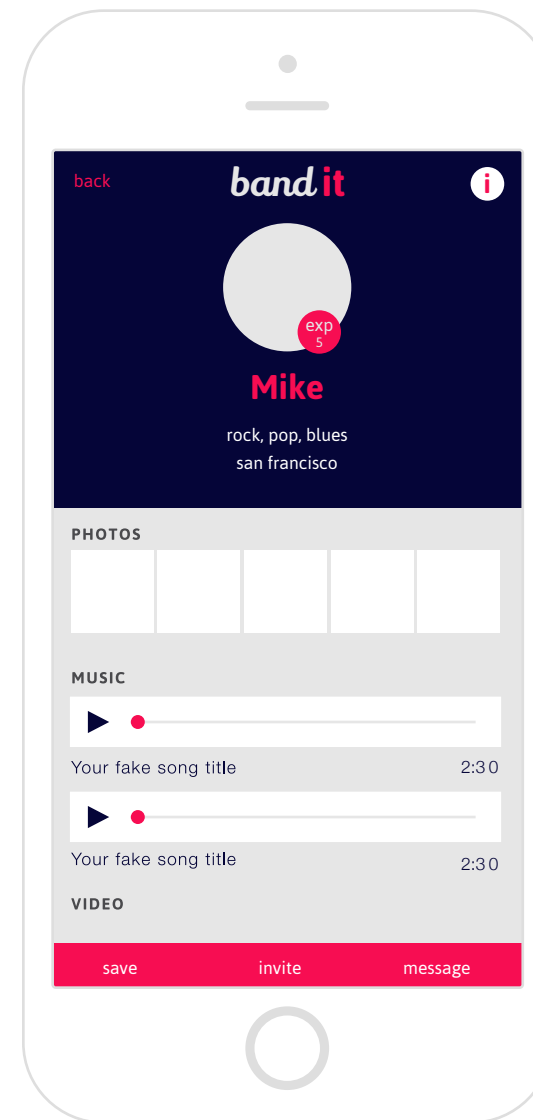 back
band it
i
exp
5
Mike
rock, pop, blues
san francisco
PHOTOS
MUSIC
Your fake song title 2:30
Your fake song title 2:30
VIDEO
save invite message